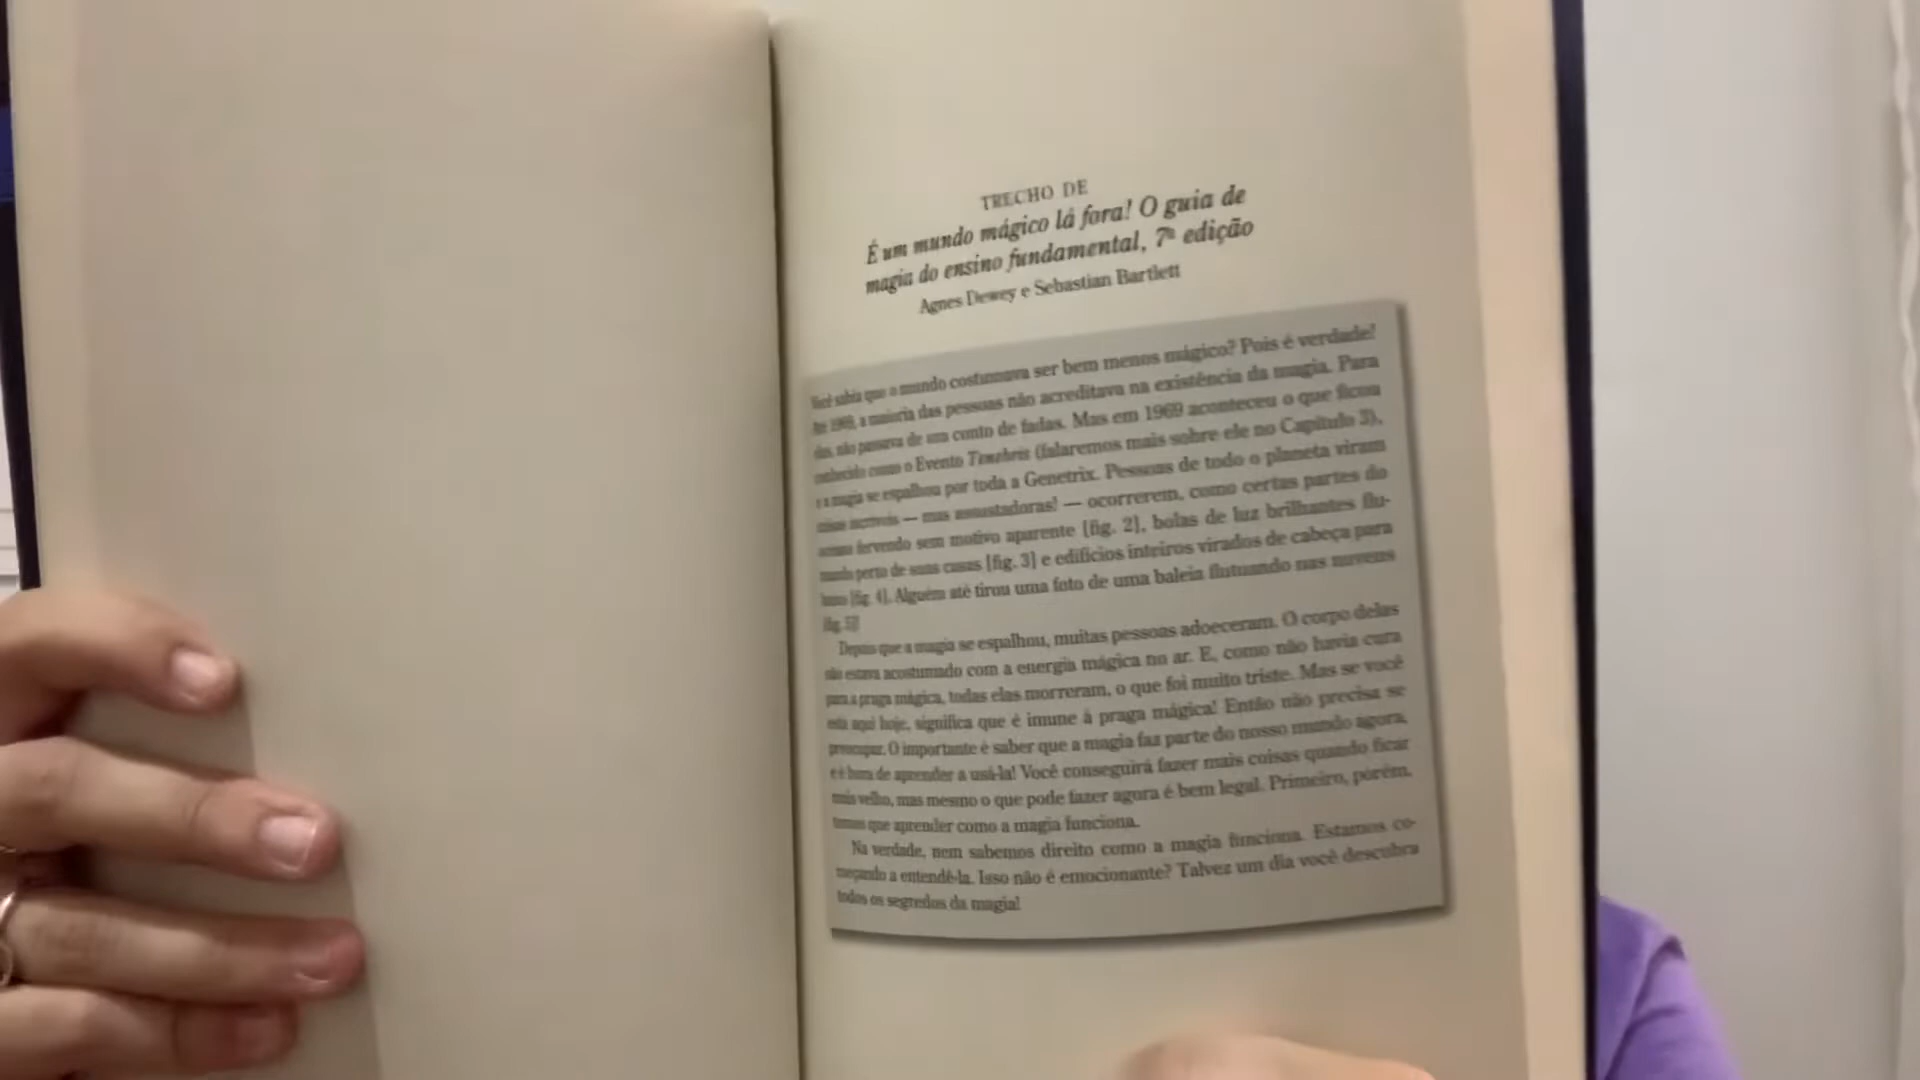 TRECHO DE
É um mundo mágico lá fora! O guia de
magia do ensino fundamental, 7ª edição
Agnes Dewey e Sebastian Bartlett
Você sabia que o mundo costumava ser bem menos mágico? Pois é verdade!
Até 1969, a maioria das pessoas não acreditava na existência da magia. Para
elas, não passava de um conto de fadas. Mas em 1969 aconteceu o que ficou
conhecido como o Evento Tenebris (falaremos mais sobre ele no Capítulo 3),
e a magia se espalhou por toda a Genetrix. Pessoas de todo o planeta viram
coisas incríveis — mas assustadoras! — ocorrerem, como certas partes do
oceano fervendo sem motivo aparente [fig. 2], bolas de luz brilhantes flu-
tuando perto de suas casas [fig. 3] e edifícios inteiros virados de cabeça para
baixo [fig. 4]. Alguém até tirou uma foto de uma baleia flutuando nas nuvens
[fig. 5]!
Depois que a magia se espalhou, muitas pessoas adoeceram. O corpo delas
não estava acostumado com a energia mágica no ar. E, como não havia cura
para a praga mágica, todas elas morreram, o que foi muito triste. Mas se você
está aqui hoje, significa que é imune à praga mágica! Então não precisa se
preocupar. O importante é saber que a magia faz parte do nosso mundo agora,
e é hora de aprender a usá-la! Você conseguirá fazer mais coisas quando ficar
mais velho, mas mesmo o que pode fazer agora é bem legal. Primeiro, porém,
temos que aprender como a magia funciona.
Na verdade, nem sabemos direito como a magia funciona. Estamos co-
meçando a entendê-la. Isso não é emocionante? Talvez um dia você descubra
todos os segredos da magia!